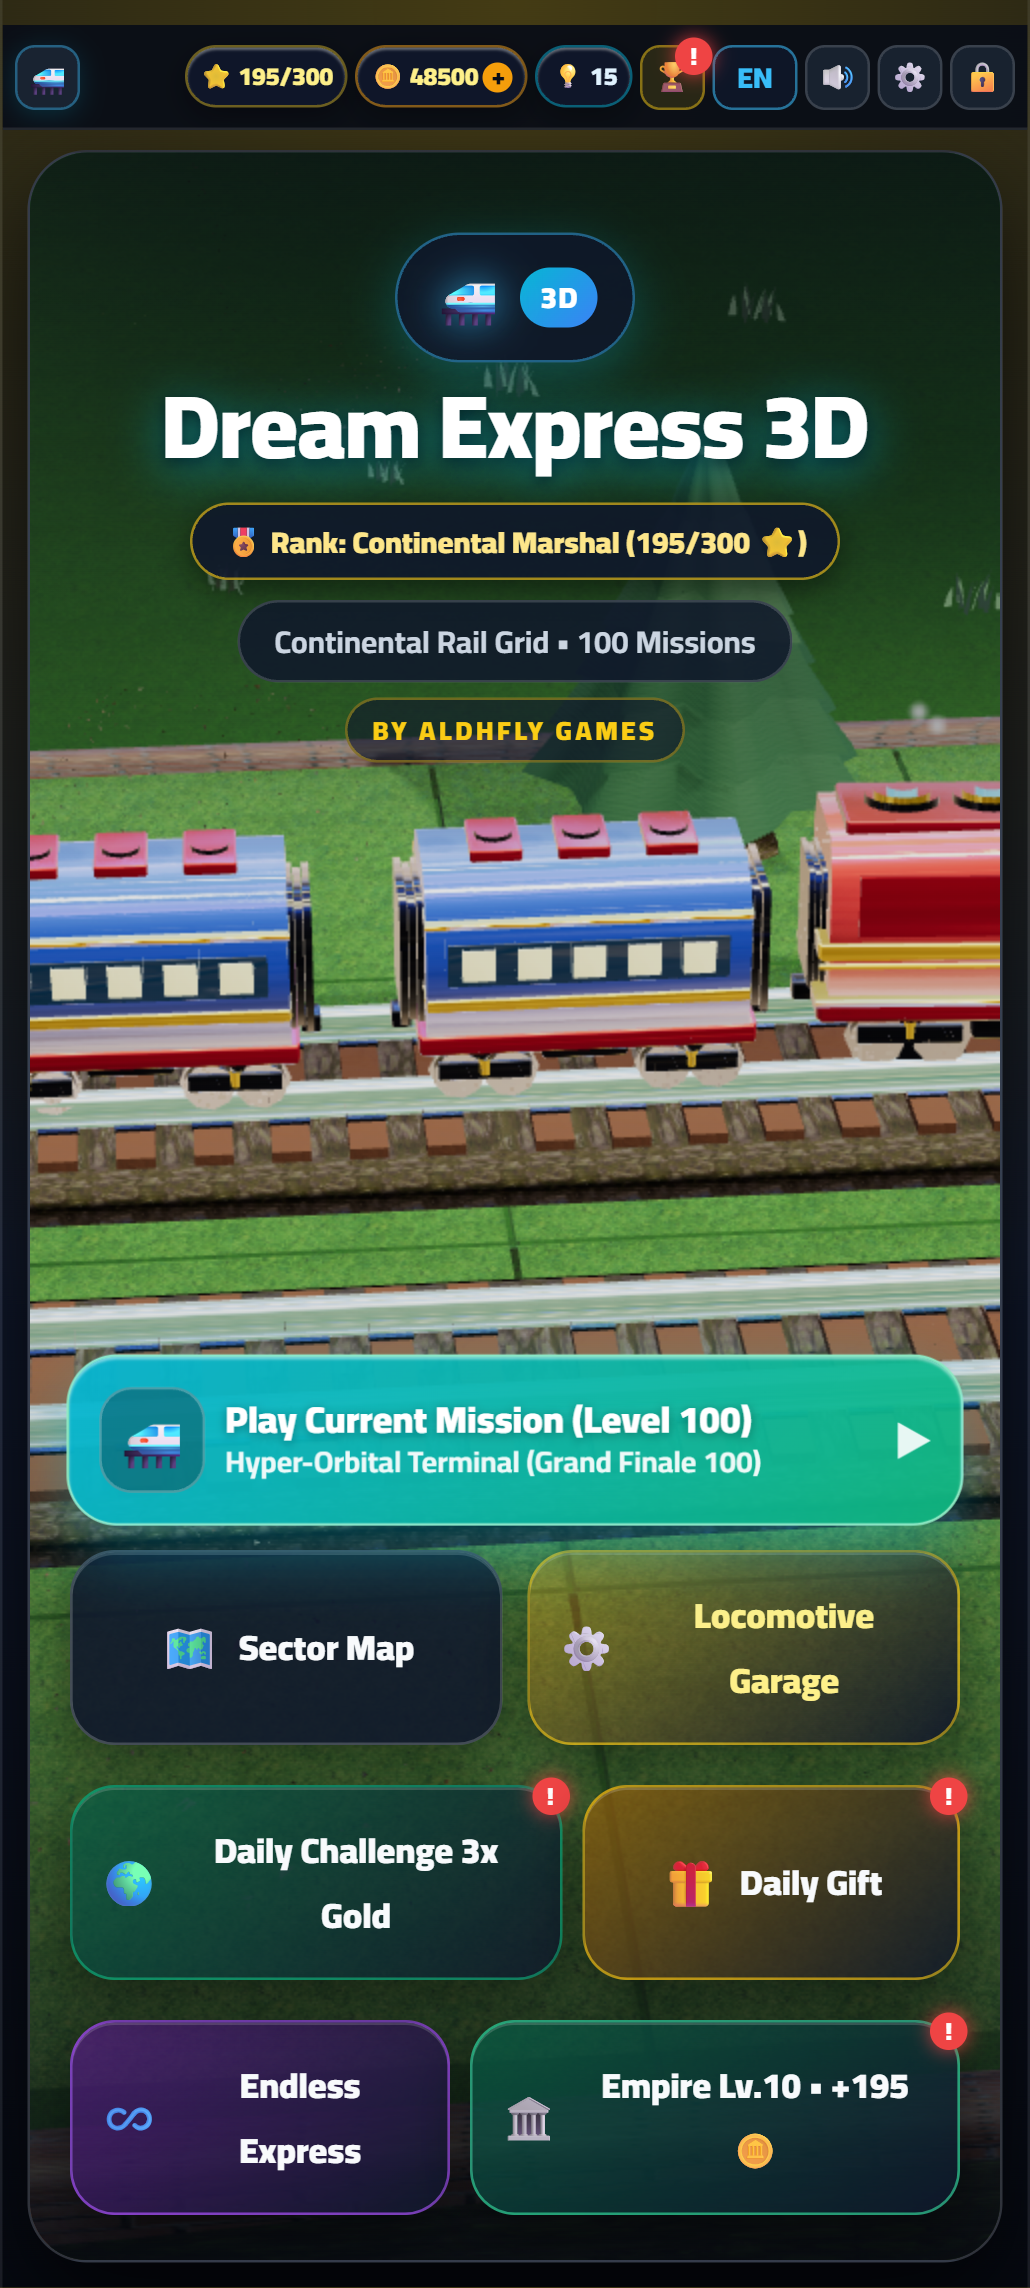 195/300
48500 +
15
!
EN
3D
Dream Express 3D
Rank: Continental Marshal (195/300 ⭐)
Continental Rail Grid ▪ 100 Missions
BY ALDHFLY GAMES
Play Current Mission (Level 100)
Hyper-Orbital Terminal (Grand Finale 100)
Sector Map
Locomotive
Garage
!
Daily Challenge 3x
Gold
!
Daily Gift
Endless
Express
!
Empire Lv.10 ▪ +195